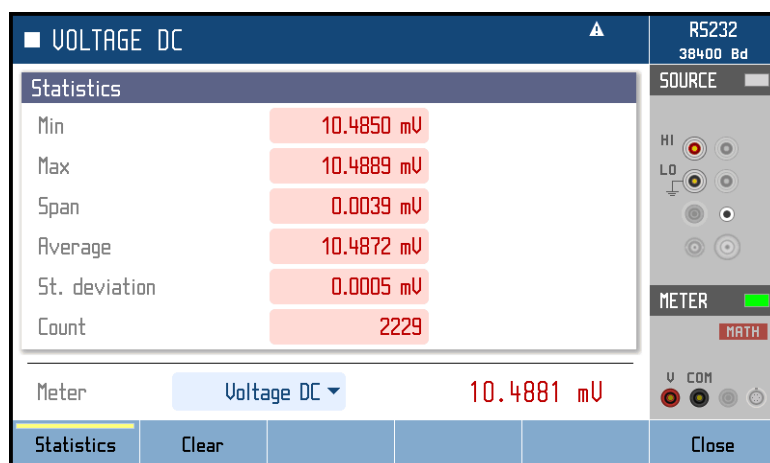 VOLTAGE DC
RS232
38400 Bd
Statistics
Min 10.4850 mV
Max 10.4889 mV
Span 0.0039 mV
Average 10.4872 mV
St. deviation 0.0005 mV
Count 2229
Meter Voltage DC 10.4881 mV
SOURCE
HI
LO
METER
MATH
V COM
Statistics Clear Close